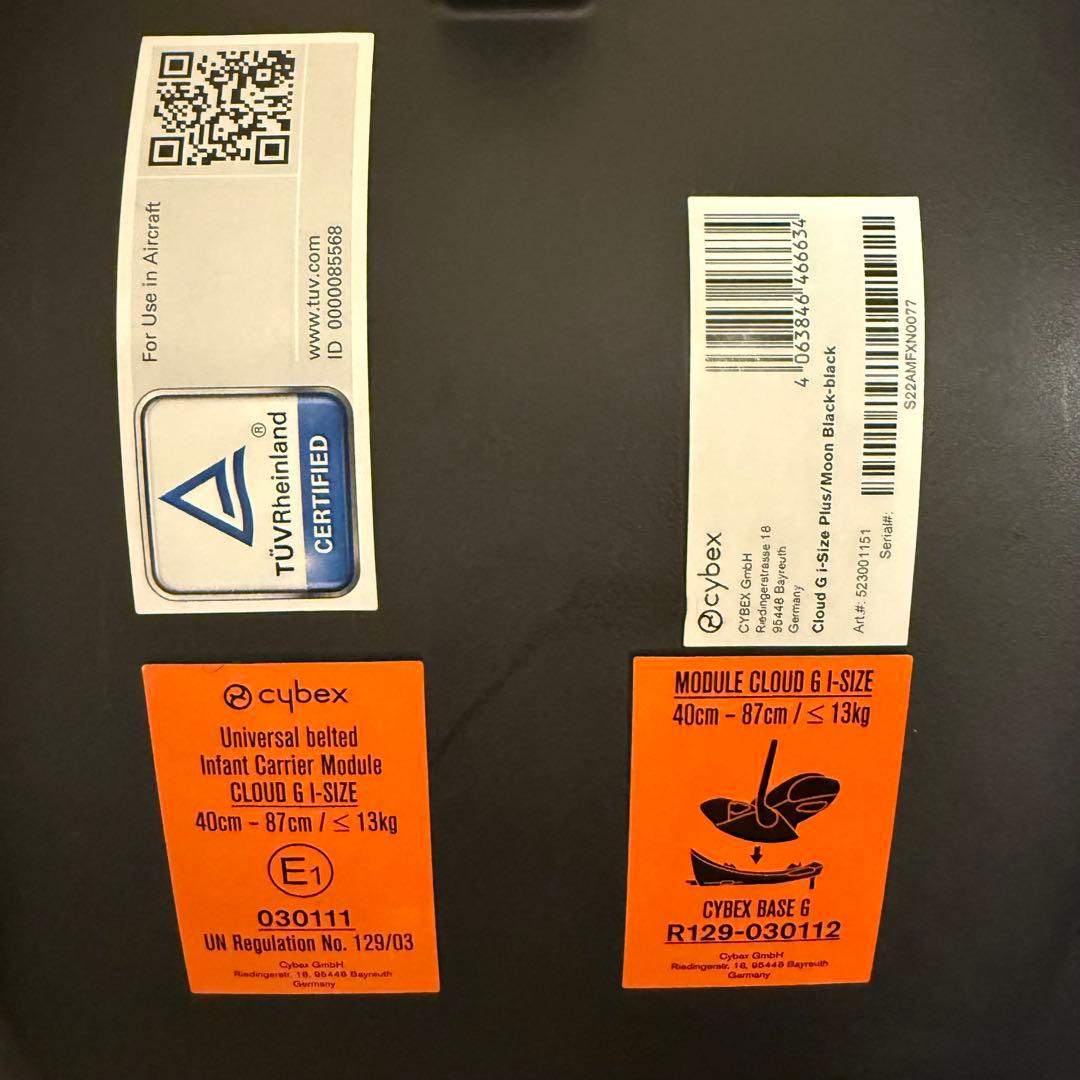 For Use in Aircraft
www.tuv.com
ID 0000085568
TÜVRheinland®
CERTIFIED
4 063846 466634
cybex
CYBEX GmbH
Riedingerstrasse 18
95448 Bayreuth
Germany
Cloud G i-Size Plus/Moon Black-black
Art.#: 523001151
Serial#:
S22AMFXN0077
cybex
Universal belted
Infant Carrier Module
CLOUD G I-SIZE
40cm – 87cm / ≤ 13kg
E1
030111
UN Regulation No. 129/03
Cybex GmbH
Riedingerstr. 18, 95448 Bayreuth
Germany
MODULE CLOUD G I-SIZE
40cm – 87cm / ≤ 13kg
CYBEX BASE G
R129-030112
Cybex GmbH
Riedingerstr. 18, 95448 Bayreuth
Germany